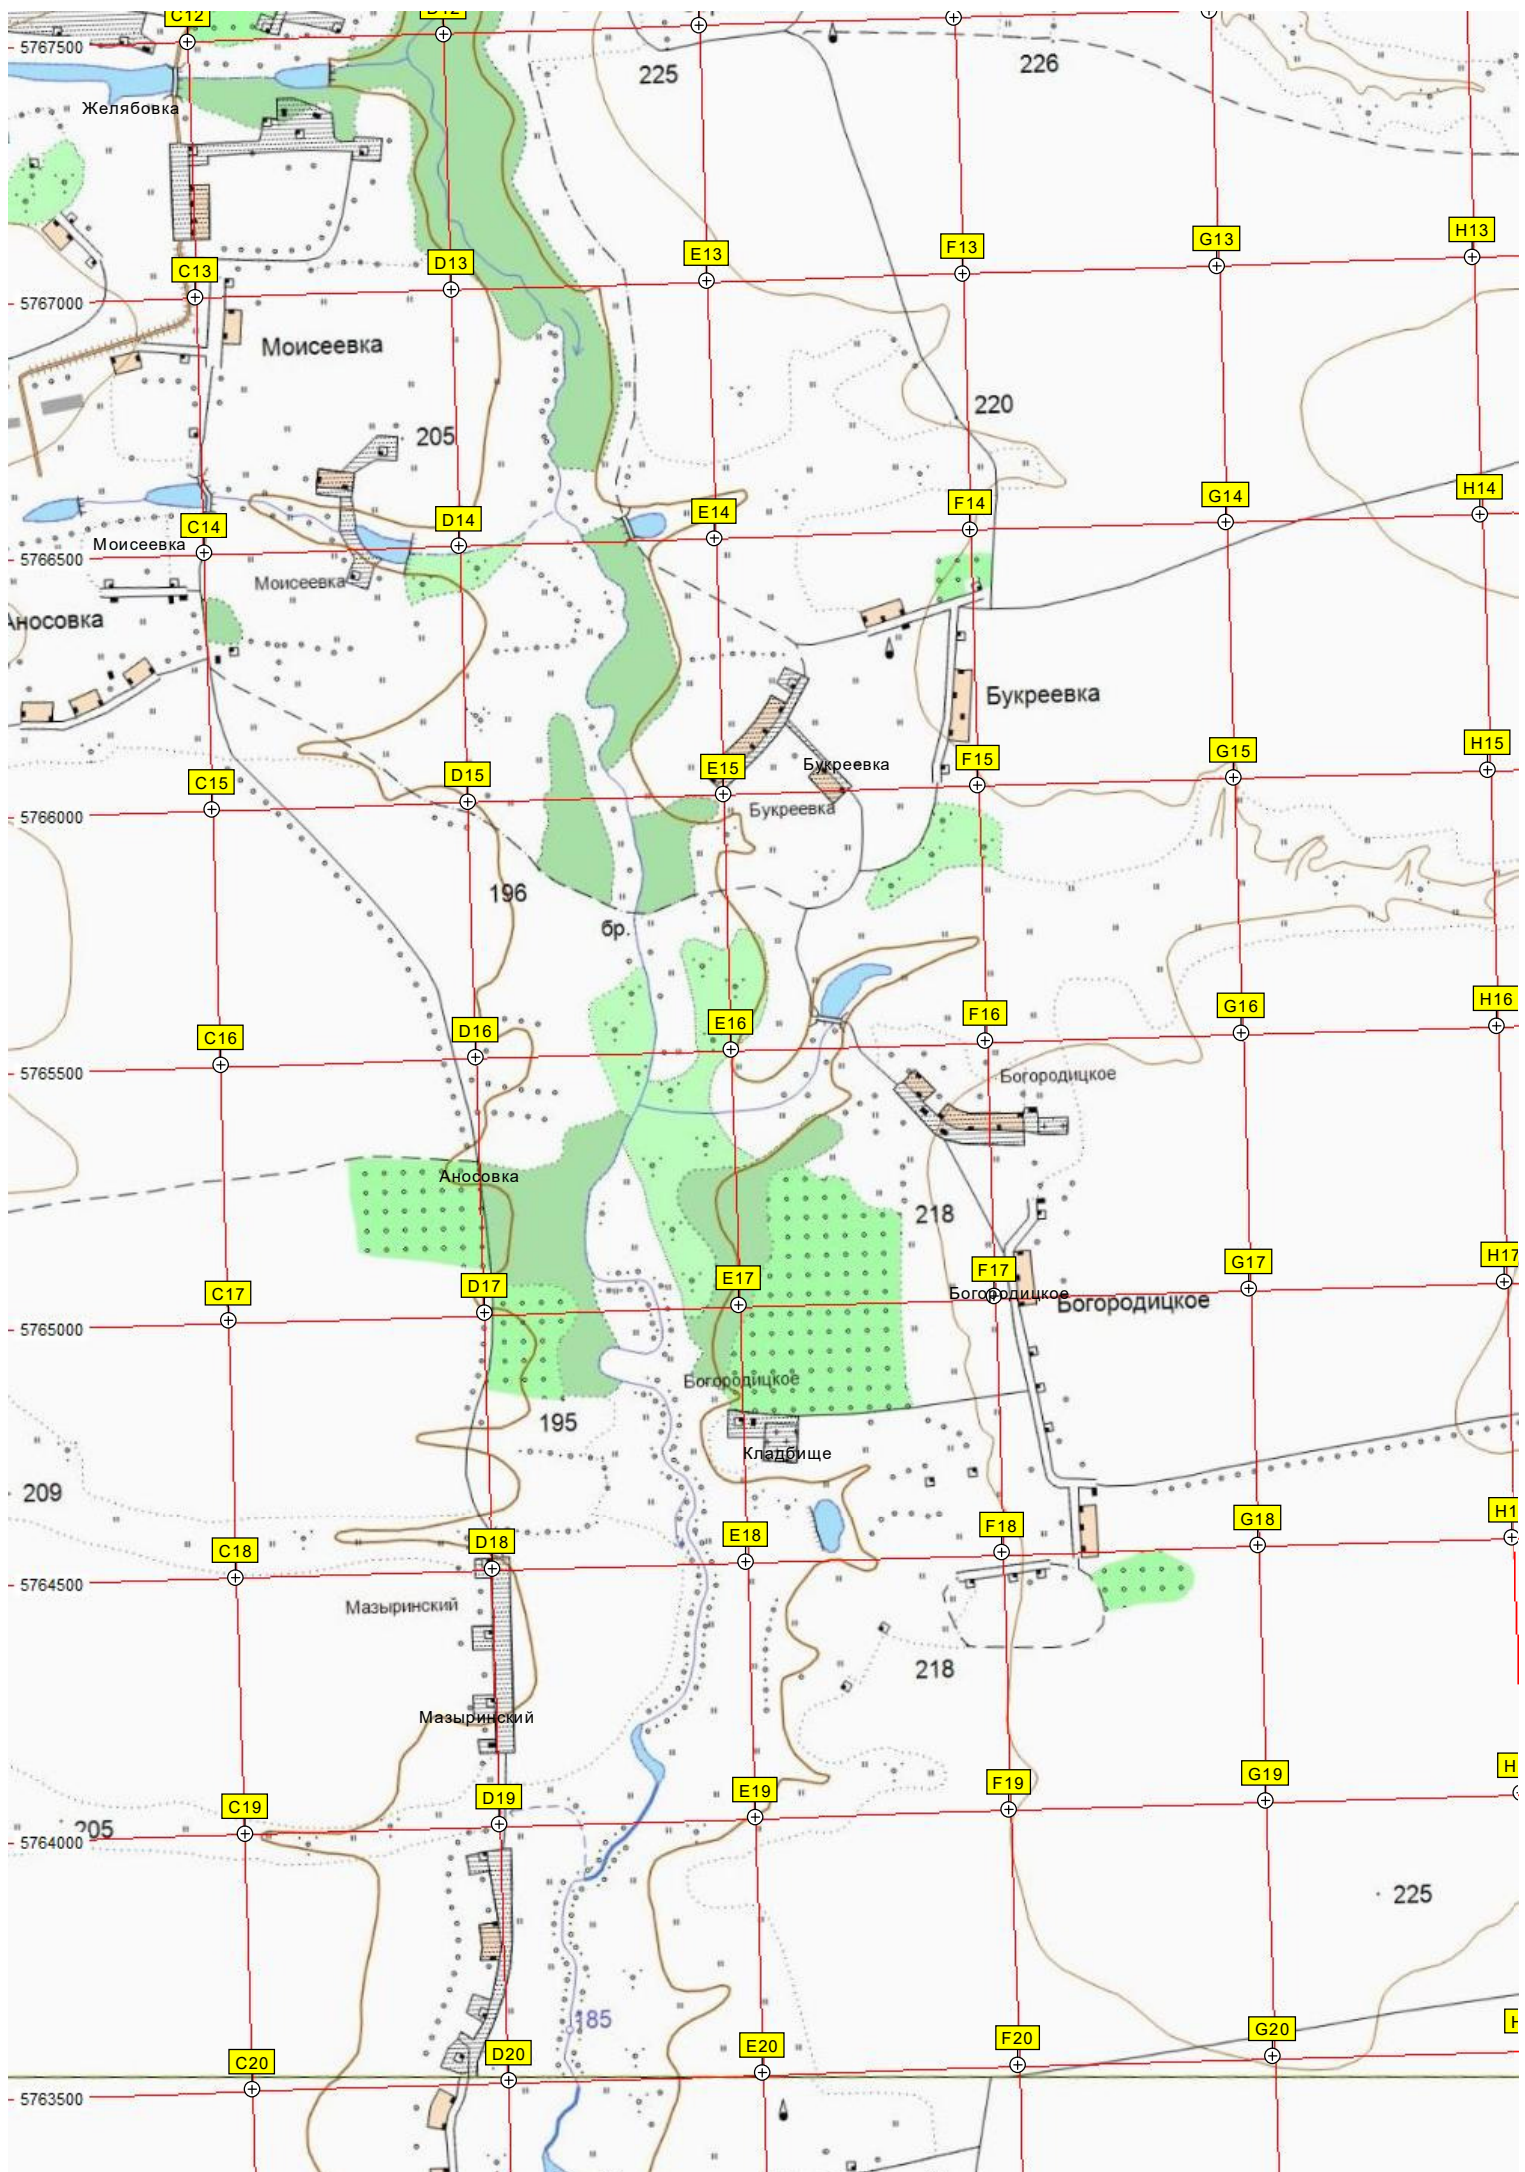 C12
D12
5767500
225
226
Желябовка
C13
D13
E13
F13
G13
H13
5767000
Моисеевка
220
205
C14
D14
E14
F14
G14
H14
Моисеевка
5766500
Моисеевка
Аносовка
Букреевка
C15
D15
E15
Букреевка
F15
G15
H15
5766000
Букреевка
196
бр.
C16
D16
E16
F16
G16
H16
5765500
Богородицкое
Аносовка
218
C17
D17
E17
F17
G17
H17
Богородицкое
Богородицкое
5765000
Богородицкое
195
Кладбище
209
C18
D18
E18
F18
G18
H1
5764500
Мазыринский
218
Мазыринский
C19
D19
E19
F19
G19
H
205
5764000
225
185
C20
D20
E20
F20
G20
H
5763500